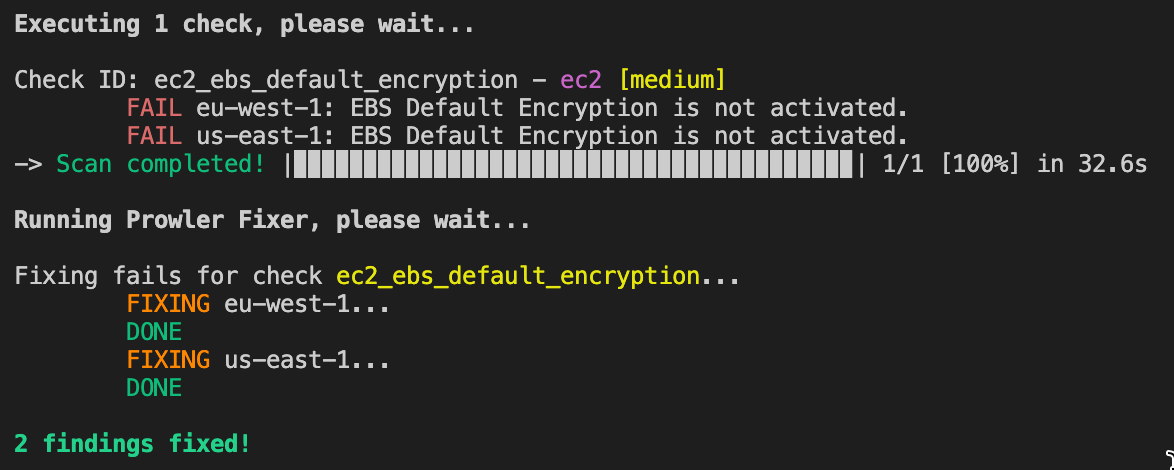 Executing 1 check, please wait...
Check ID: ec2_ebs_default_encryption - ec2 [medium]
FAIL eu-west-1: EBS Default Encryption is not activated.
FAIL us-east-1: EBS Default Encryption is not activated.
-> Scan completed! |████████████████████████████████████████| 1/1 [100%] in 32.6s
Running Prowler Fixer, please wait...
Fixing fails for check ec2_ebs_default_encryption...
FIXING eu-west-1...
DONE
FIXING us-east-1...
DONE
2 findings fixed!